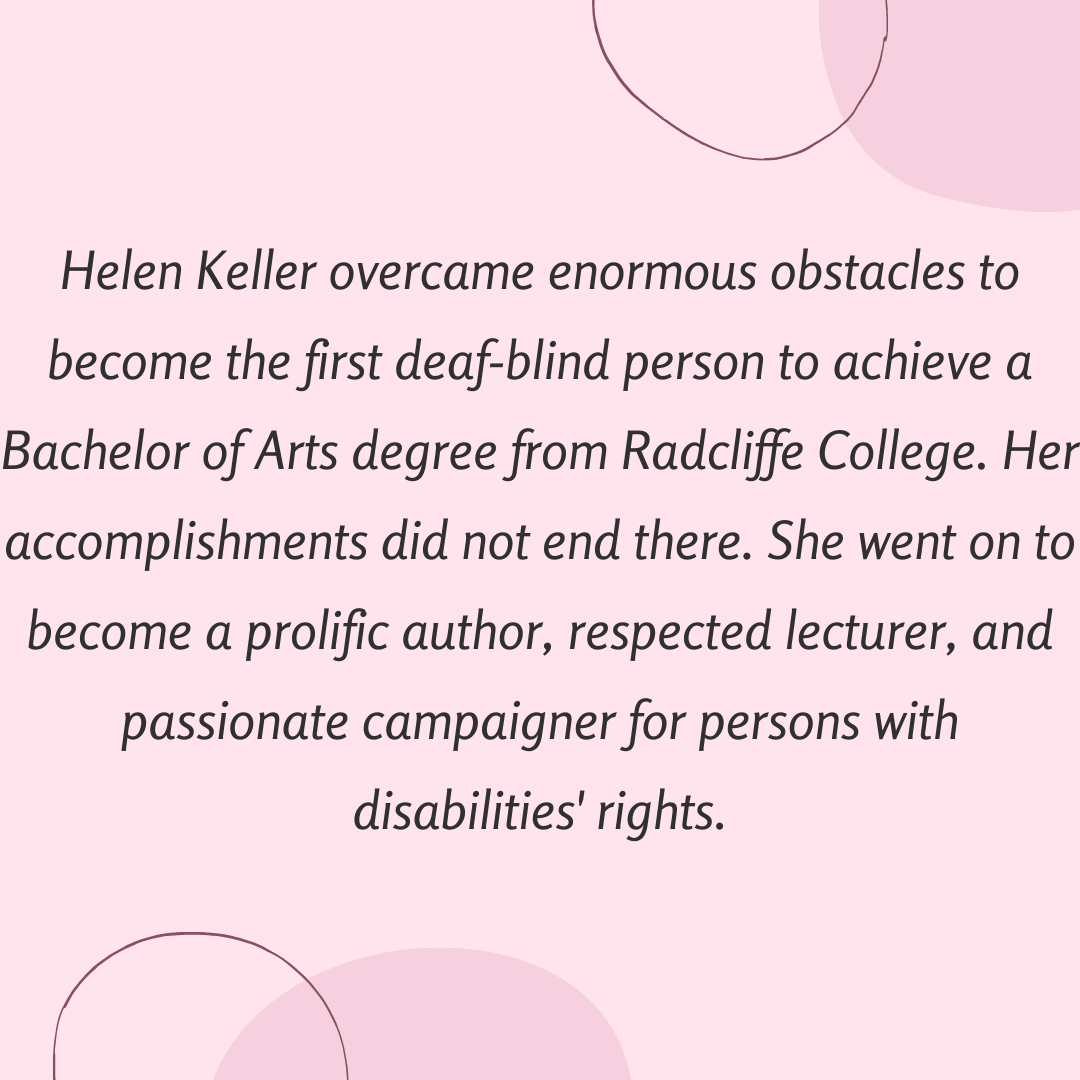 Helen Keller overcame enormous obstacles to
become the first deaf-blind person to achieve a
Bachelor of Arts degree from Radcliffe College. Her
accomplishments did not end there. She went on to
become a prolific author, respected lecturer, and
passionate campaigner for persons with
disabilities' rights.